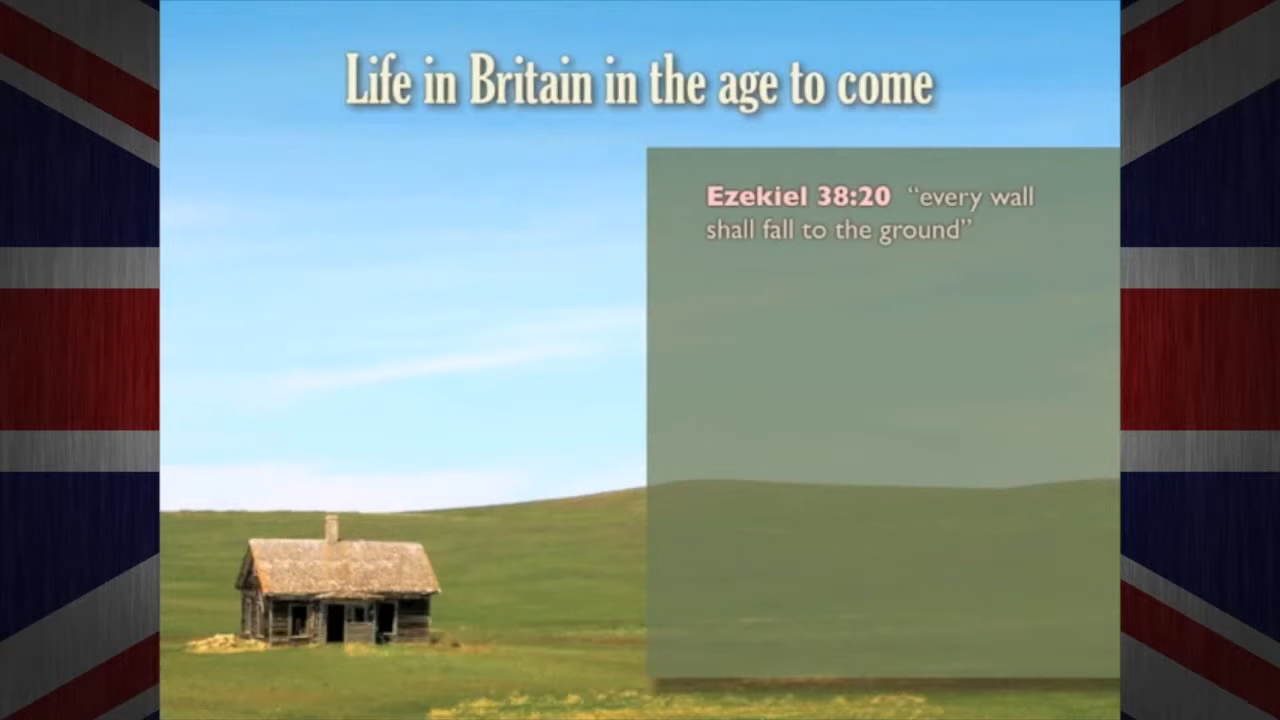 Life in Britain in the age to come
Ezekiel 38:20 “every wall
shall fall to the ground”